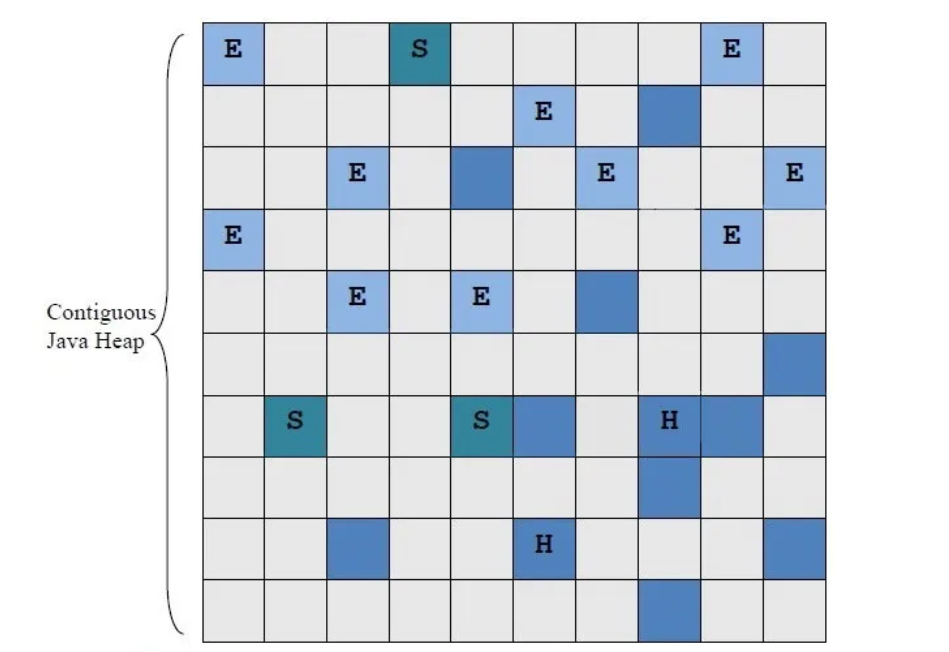 E S E
E
E E E
E E
E E
Contiguous
Java Heap
S S H
H